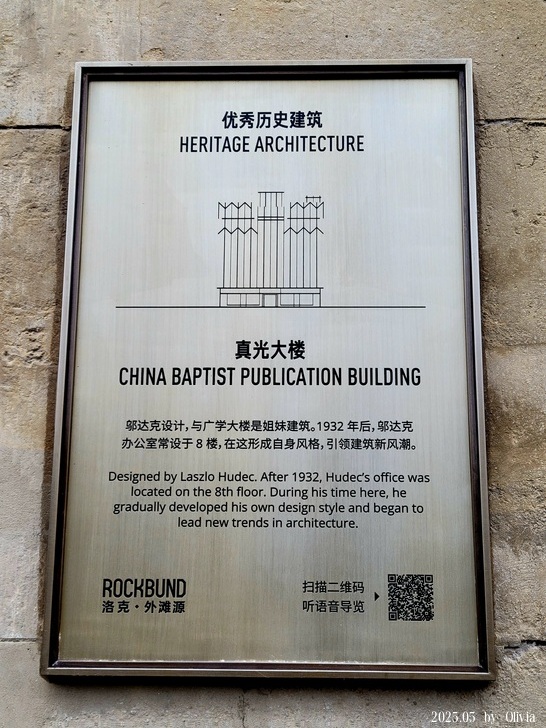 优秀历史建筑
HERITAGE ARCHITECTURE
真光大楼
CHINA BAPTIST PUBLICATION BUILDING
邬达克设计，与广学大楼是姐妹建筑。1932 年后，邬达克
办公室常设于 8 楼，在这形成自身风格，引领建筑新风潮。
Designed by Laszlo Hudec. After 1932, Hudec's office was
located on the 8th floor. During his time here, he
gradually developed his own design style and began to
lead new trends in architecture.
ROCKBUND
洛克·外滩源
扫描二维码
听语音导览
2025.05 by Olivia